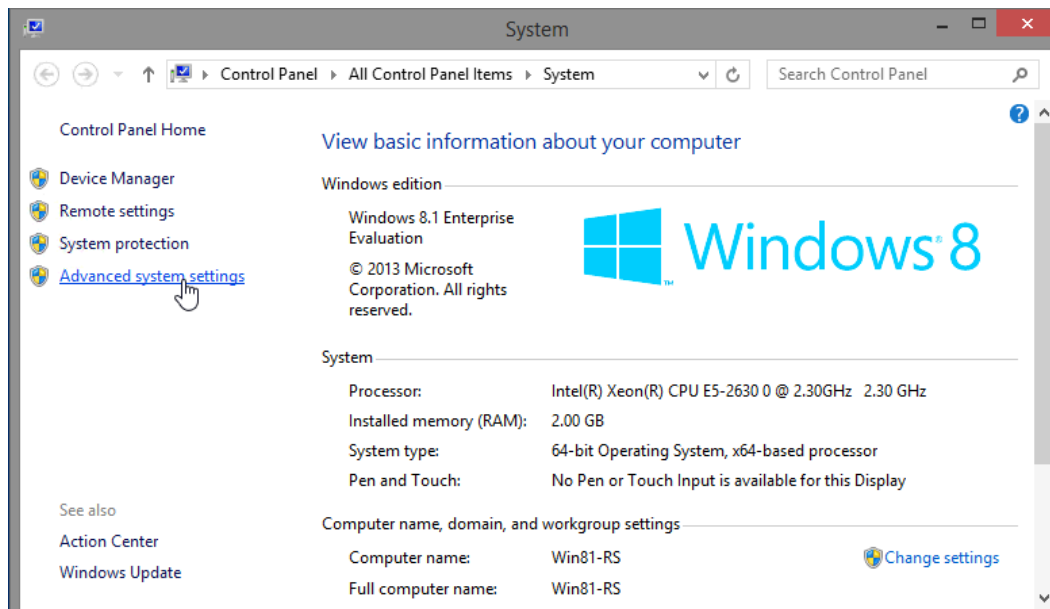 System
Control Panel All Control Panel Items System
Search Control Panel
Control Panel Home
Device Manager
Remote settings
System protection
Advanced system settings
See also
Action Center
Windows Update
View basic information about your computer
Windows edition
Windows 8.1 Enterprise
Evaluation
© 2013 Microsoft
Corporation. All rights
reserved.
Windows® 8
™
System
Processor: Intel(R) Xeon(R) CPU E5-2630 0 @ 2.30GHz 2.30 GHz
Installed memory (RAM): 2.00 GB
System type: 64-bit Operating System, x64-based processor
Pen and Touch: No Pen or Touch Input is available for this Display
Computer name, domain, and workgroup settings
Computer name: Win81-RS
Change settings
Full computer name: Win81-RS